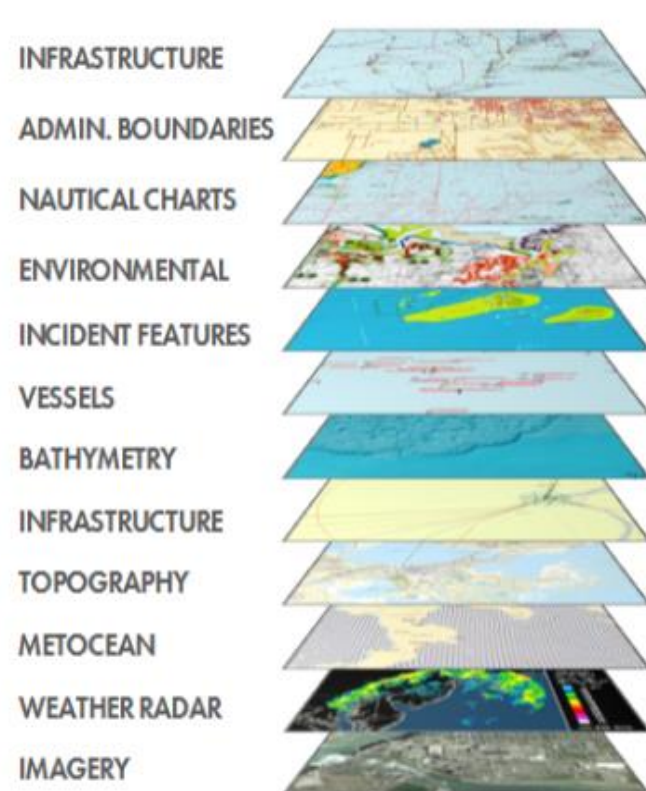 INFRASTRUCTURE
ADMIN. BOUNDARIES
NAUTICAL CHARTS
ENVIRONMENTAL
INCIDENT FEATURES
VESSELS
BATHYMETRY
INFRASTRUCTURE
TOPOGRAPHY
METOCEAN
WEATHER RADAR
IMAGERY